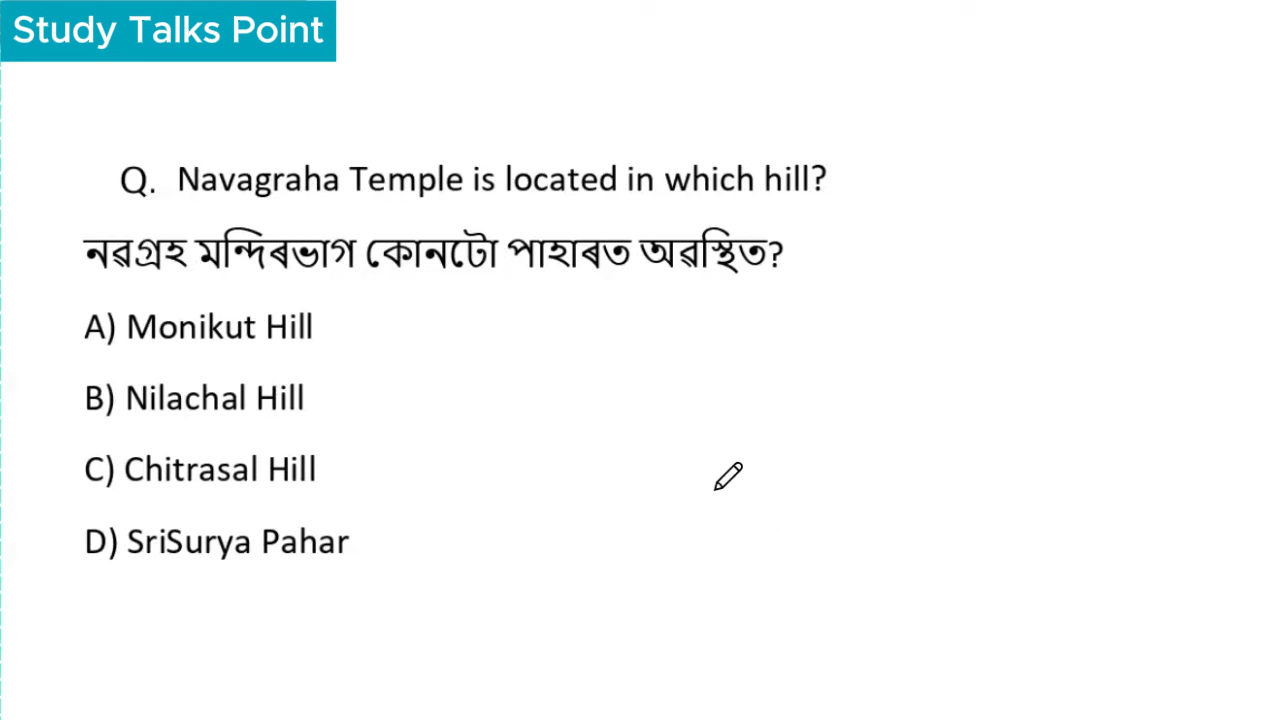 Study Talks Point
Q. Navagraha Temple is located in which hill?
নৱগ্ৰহ মন্দিৰভাগ কোনটো পাহাৰত অৱস্থিত?
A) Monikut Hill
B) Nilachal Hill
C) Chitrasal Hill
D) SriSurya Pahar